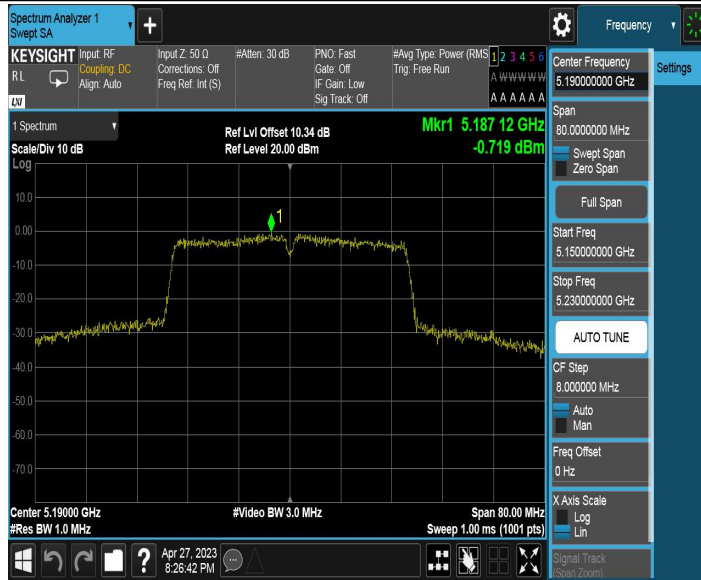 Spectrum Analyzer 1
Swept SA
+
Frequency
KEYSIGHT
RL
LXI
Input: RF
Coupling: DC
Align: Auto
Input Z: 50 Ω
Corrections: Off
Freq Ref: Int (S)
#Atten: 30 dB
PNO: Fast
Gate: Off
IF Gain: Low
Sig Track: Off
#Avg Type: Power (RMS
Trig: Free Run
1 2 3 4 5 6
A W W W W W
A A A A A A
1 Spectrum
Scale/Div 10 dB
Log
Ref Lvl Offset 10.34 dB
Ref Level 20.00 dBm
Mkr1 5.187 12 GHz
-0.719 dBm
1
10.0
0.00
-10.0
-20.0
-30.0
-40.0
-50.0
-60.0
-70.0
Center 5.19000 GHz
#Res BW 1.0 MHz
#Video BW 3.0 MHz
Span 80.00 MHz
Sweep 1.00 ms (1001 pts)
?
Apr 27, 2023
8:26:42 PM
Center Frequency
5.190000000 GHz
Settings
Span
80.0000000 MHz
Swept Span
Zero Span
Full Span
Start Freq
5.150000000 GHz
Stop Freq
5.230000000 GHz
AUTO TUNE
CF Step
8.000000 MHz
Auto
Man
Freq Offset
0 Hz
X Axis Scale
Log
Lin
Signal Track
(Span Zoom)